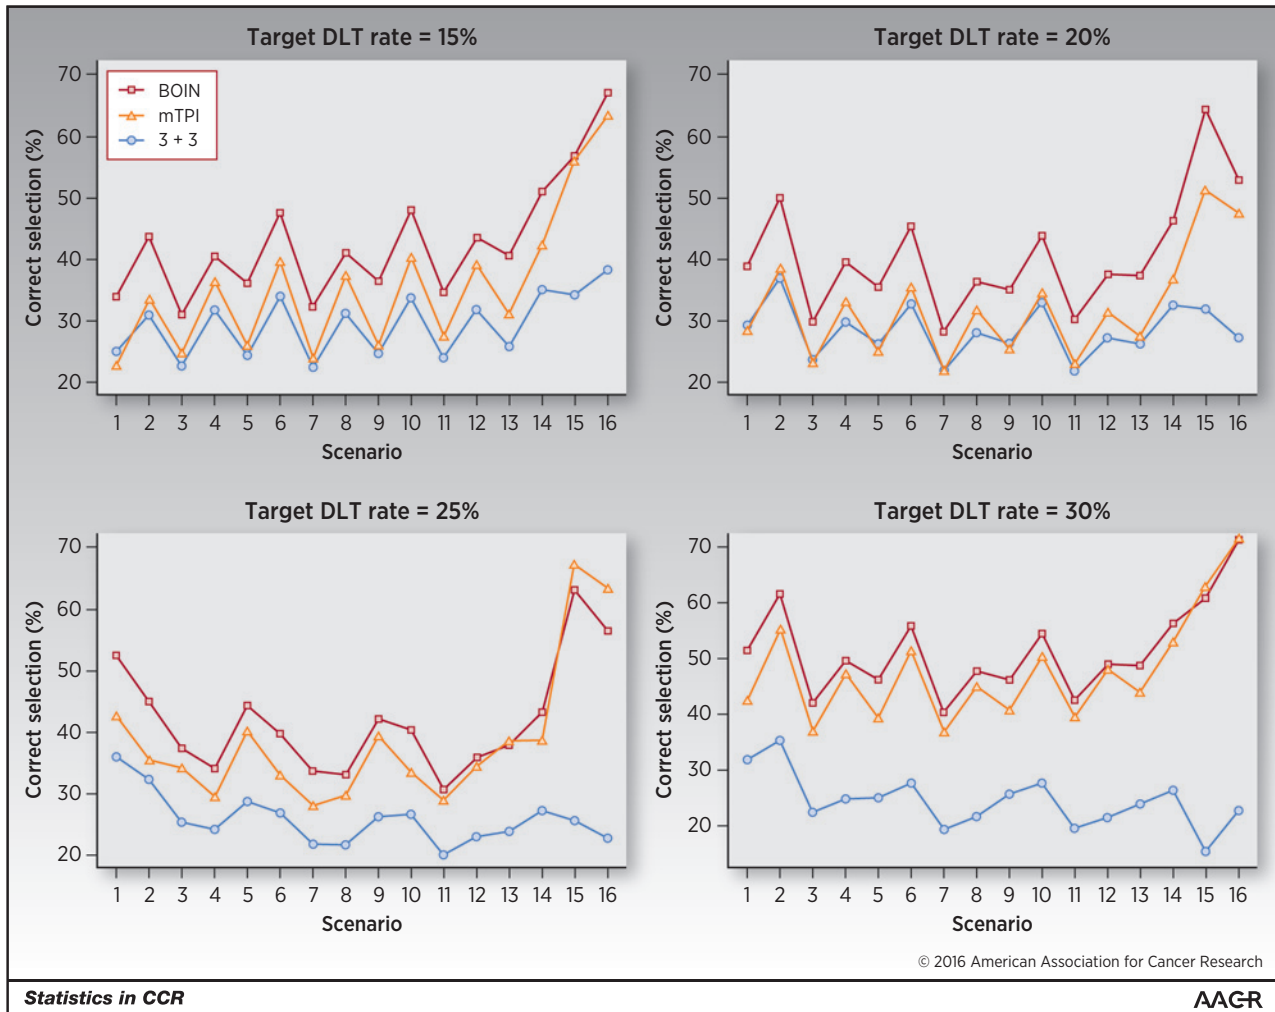 Target DLT rate = 15%
Correct selection (%)
70
60
50
40
30
20
BOIN
mTPI
3 + 3
1 2 3 4 5 6 7 8 9 10 11 12 13 14 15 16
Scenario
Target DLT rate = 20%
Correct selection (%)
70
60
50
40
30
20
1 2 3 4 5 6 7 8 9 10 11 12 13 14 15 16
Scenario
Target DLT rate = 25%
Correct selection (%)
70
60
50
40
30
20
1 2 3 4 5 6 7 8 9 10 11 12 13 14 15 16
Scenario
Target DLT rate = 30%
Correct selection (%)
70
60
50
40
30
20
1 2 3 4 5 6 7 8 9 10 11 12 13 14 15 16
Scenario
© 2016 American Association for Cancer Research
Statistics in CCR
AACR